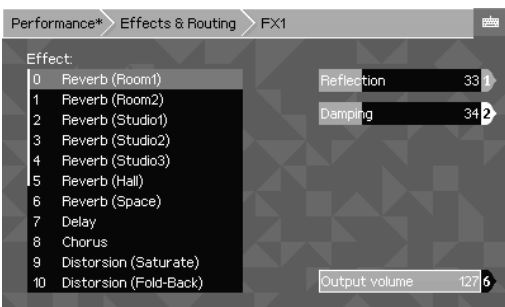 Performance* Effects & Routing FX1
Effect:
0 Reverb (Room1)
1 Reverb (Room2)
2 Reverb (Studio1)
3 Reverb (Studio2)
4 Reverb (Studio3)
5 Reverb (Hall)
6 Reverb (Space)
7 Delay
8 Chorus
9 Distorsion (Saturate)
10 Distorsion (Fold-Back)
Reflection 33 1
Damping 34 2
Output volume 127 6